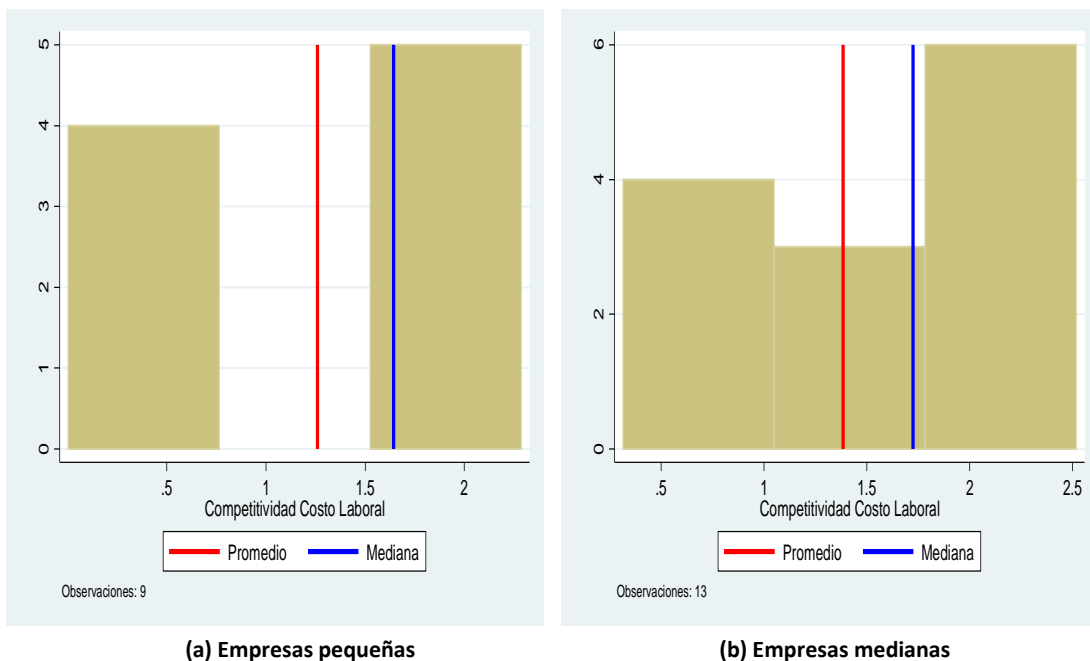 5
4
3
2
1
0
.5 1 1.5 2
Competitividad Costo Laboral
Promedio Mediana
Observaciones: 9
(a) Empresas pequeñas
6
4
2
0
.5 1 1.5 2 2.5
Competitividad Costo Laboral
Promedio Mediana
Observaciones: 13
(b) Empresas medianas